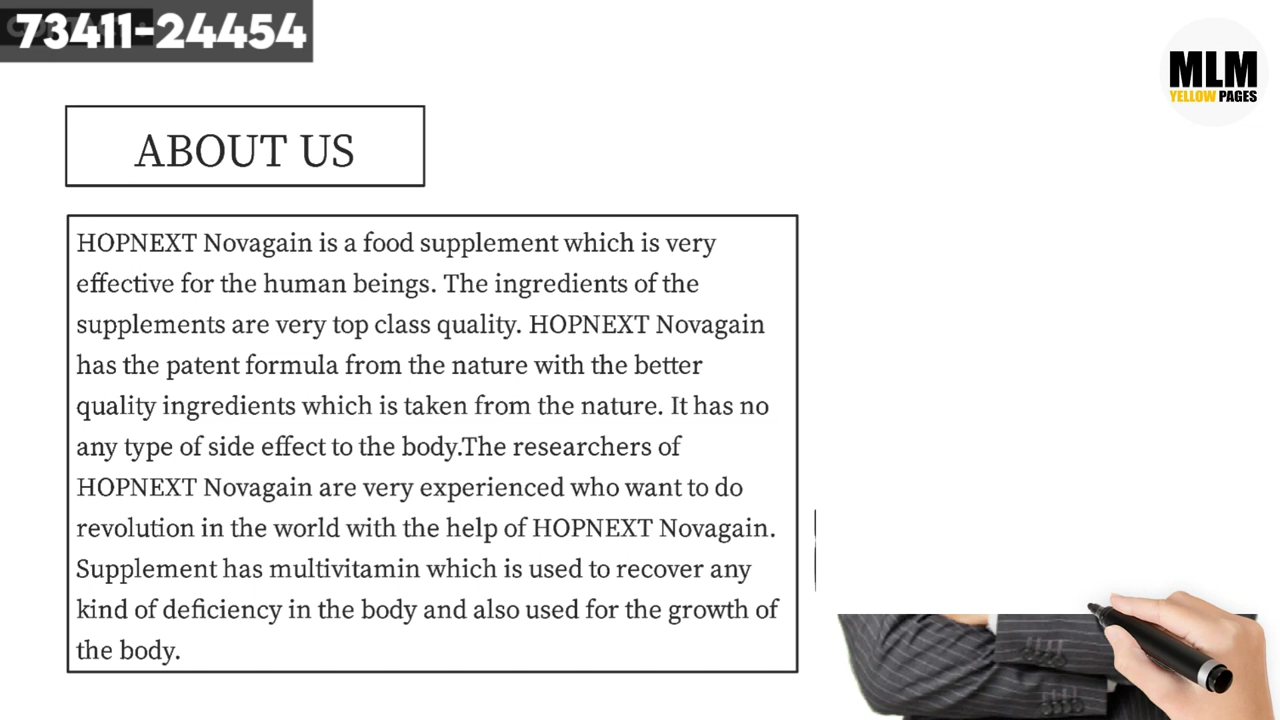 73411-24454
MLM
YELLOW PAGES
ABOUT US
HOPNEXT Novagain is a food supplement which is very
effective for the human beings. The ingredients of the
supplements are very top class quality. HOPNEXT Novagain
has the patent formula from the nature with the better
quality ingredients which is taken from the nature. It has no
any type of side effect to the body.The researchers of
HOPNEXT Novagain are very experienced who want to do
revolution in the world with the help of HOPNEXT Novagain.
Supplement has multivitamin which is used to recover any
kind of deficiency in the body and also used for the growth of
the body.